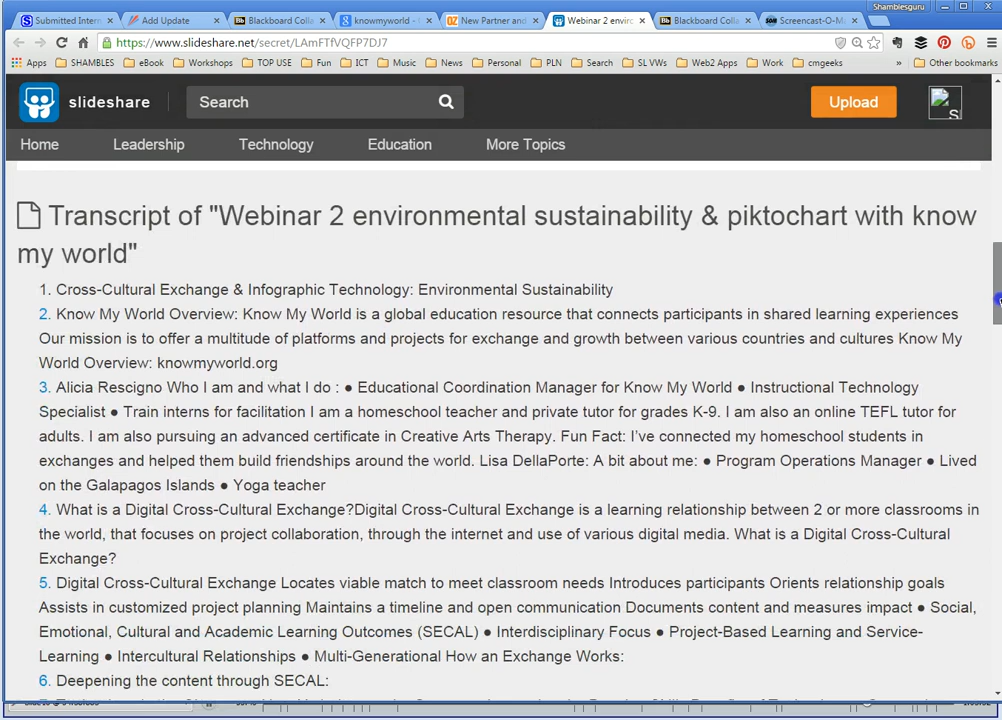 Shamblesguru
Submitted Intern
Add Update
Blackboard Colla
knowmyworld -
New Partner and
Webinar 2 enviro
Blackboard Colla
Screencast-O-M
https://www.slideshare.net/secret/LAmFTfVQFP7DJ7
Apps SHAMBLES eBook Workshops TOP USE Fun ICT Music News Personal PLN Search SL VWs Web2 Apps Work cmgeeks » Other bookmarks
slideshare Search Upload
Home Leadership Technology Education More Topics
Transcript of "Webinar 2 environmental sustainability & piktochart with know
my world"
1. Cross-Cultural Exchange & Infographic Technology: Environmental Sustainability
2. Know My World Overview: Know My World is a global education resource that connects participants in shared learning experiences
Our mission is to offer a multitude of platforms and projects for exchange and growth between various countries and cultures Know My
World Overview: knowmyworld.org
3. Alicia Rescigno Who I am and what I do : ● Educational Coordination Manager for Know My World ● Instructional Technology
Specialist ● Train interns for facilitation I am a homeschool teacher and private tutor for grades K-9. I am also an online TEFL tutor for
adults. I am also pursuing an advanced certificate in Creative Arts Therapy. Fun Fact: I’ve connected my homeschool students in
exchanges and helped them build friendships around the world. Lisa DellaPorte: A bit about me: ● Program Operations Manager ● Lived
on the Galapagos Islands ● Yoga teacher
4. What is a Digital Cross-Cultural Exchange?Digital Cross-Cultural Exchange is a learning relationship between 2 or more classrooms in
the world, that focuses on project collaboration, through the internet and use of various digital media. What is a Digital Cross-Cultural
Exchange?
5. Digital Cross-Cultural Exchange Locates viable match to meet classroom needs Introduces participants Orients relationship goals
Assists in customized project planning Maintains a timeline and open communication Documents content and measures impact ● Social,
Emotional, Cultural and Academic Learning Outcomes (SECAL) ● Interdisciplinary Focus ● Project-Based Learning and Service-
Learning ● Intercultural Relationships ● Multi-Generational How an Exchange Works:
6. Deepening the content through SECAL: